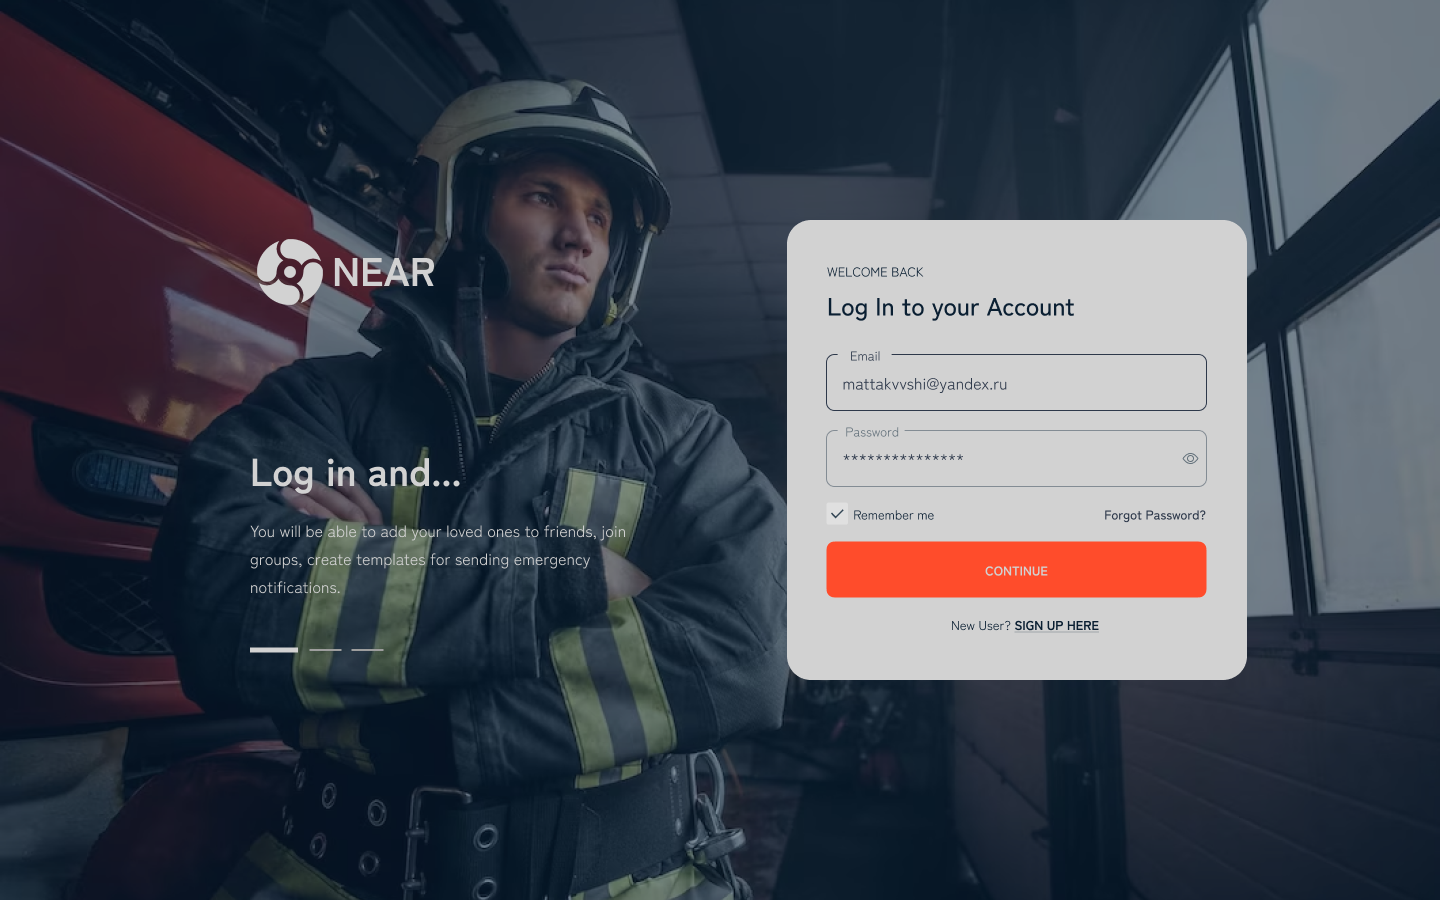 NEAR
Log in and...
You will be able to add your loved ones to friends, join
groups, create templates for sending emergency
notifications.
WELCOME BACK
Log In to your Account
Email
mattakvvshi@yandex.ru
Password
***************
Remember me
Forgot Password?
CONTINUE
New User? SIGN UP HERE